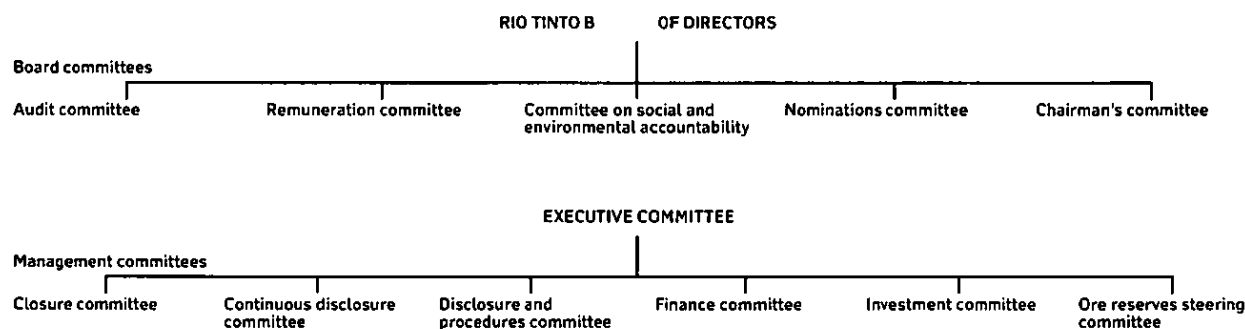 RIO TINTO B OF DIRECTORS
Board committees
Audit committee
Remuneration committee
Committee on social and
environmental accountability
Nominations committee
Chairman's committee
EXECUTIVE COMMITTEE
Management committees
Closure committee
Continuous disclosure
committee
Disclosure and
procedures committee
Finance committee
Investment committee
Ore reserves steering
committee